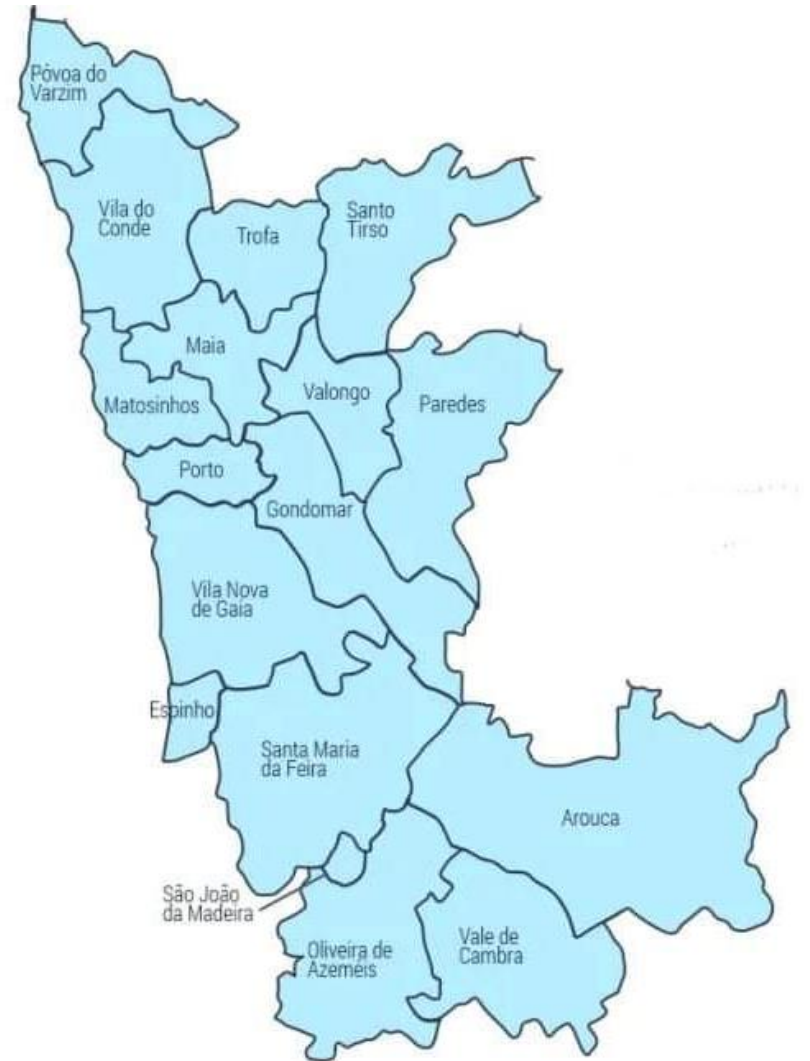 Póvoa do
Varzim
Vila do
Conde
Trofa
Santo
Tirso
Maia
Matosinhos
Valongo
Paredes
Porto
Gondomar
Vila Nova
de Gaia
Espinho
Santa Maria
da Feira
Arouca
São João
da Madeira
Oliveira de
Azeméis
Vale de
Cambra